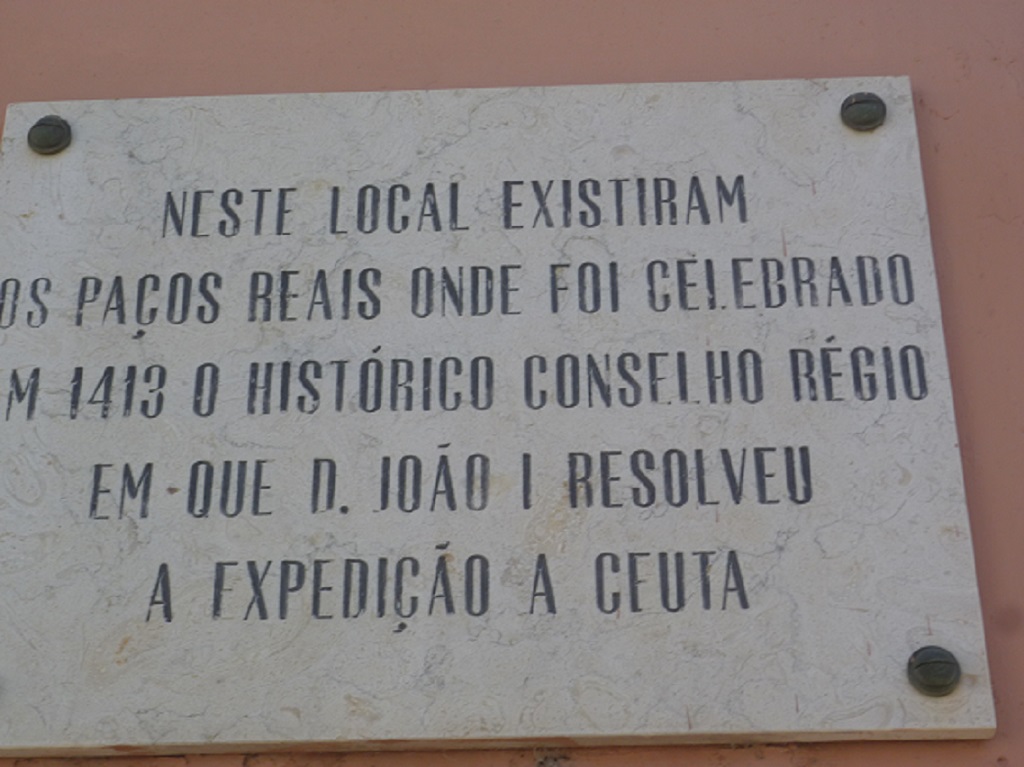 NESTE LOCAL EXISTIRAM
OS PAÇOS REAIS ONDE FOI CELEBRADO
M 1413 O HISTÓRICO CONSELHO RÉGIO
EM QUE D. JOÃO I RESOLVEU
A EXPEDIÇÃO A CEUTA